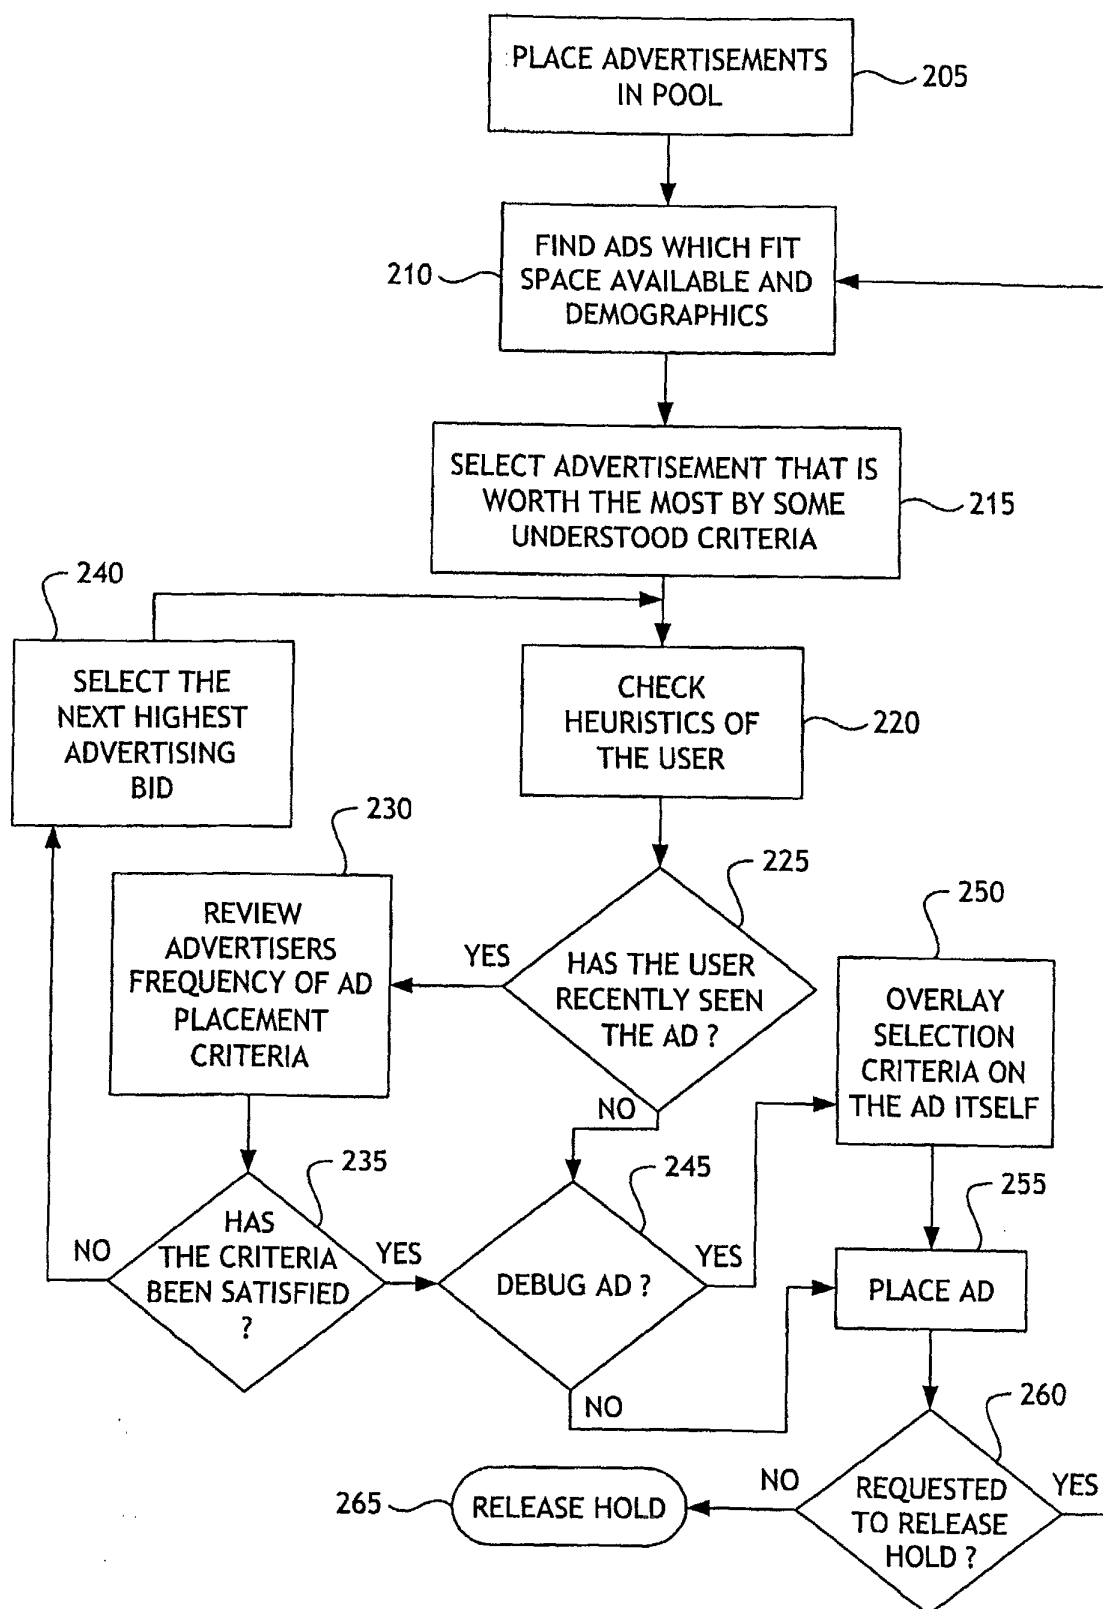 PLACE ADVERTISEMENTS
IN POOL
205
FIND ADS WHICH FIT
SPACE AVAILABLE AND
DEMOGRAPHICS
210
SELECT ADVERTISEMENT THAT IS
WORTH THE MOST BY SOME
UNDERSTOOD CRITERIA
215
240
SELECT THE
NEXT HIGHEST
ADVERTISING
BID
CHECK
HEURISTICS OF
THE USER
220
230
REVIEW
ADVERTISERS
FREQUENCY OF AD
PLACEMENT
CRITERIA
225
YES
HAS THE USER
RECENTLY SEEN
THE AD ?
NO
250
OVERLAY
SELECTION
CRITERIA ON
THE AD ITSELF
235
NO
HAS
THE CRITERIA
BEEN SATISFIED
?
YES
245
DEBUG AD ?
YES
NO
255
PLACE AD
260
NO
REQUESTED
TO RELEASE
HOLD ?
YES
265
RELEASE HOLD